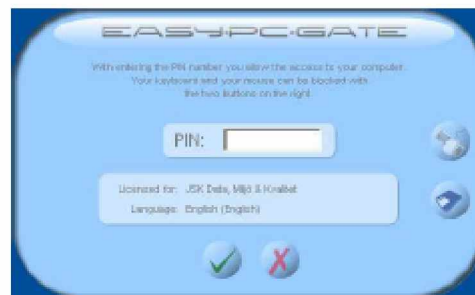 EASY-PC-GATE
With entering the PIN number you allow the access to your computer.
Your keyboard and your mouse can be blocked with
the two buttons on the right.
PIN:
Licensed for: JSK Data, Miljö & Kvalitet
Language: English (English)